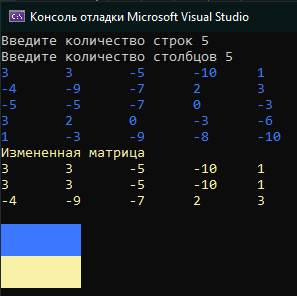 Консоль отладки Microsoft Visual Studio
Введите количество строк 5
Введите количество столбцов 5
3 3 -5 -10 1
-4 -9 -7 2 3
-5 -5 -7 0 -3
3 2 0 -3 -6
1 -3 -9 -8 -10
Измененная матрица
3 3 -5 -10 1
3 3 -5 -10 1
-4 -9 -7 2 3